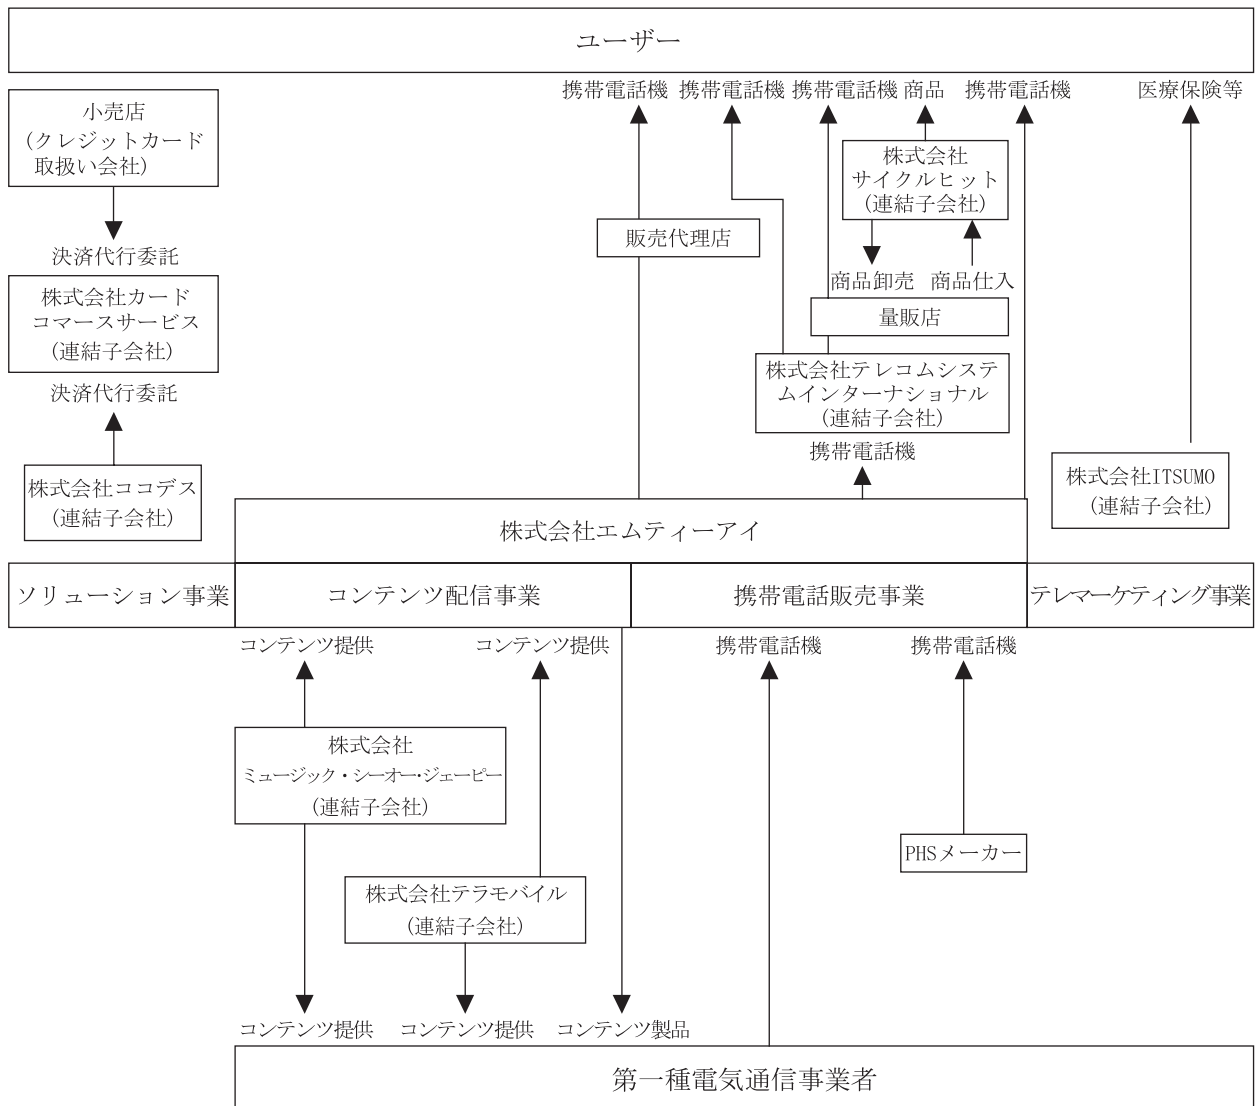 ユーザー
携帯電話機
携帯電話機
携帯電話機
商品
携帯電話機
医療保険等
小売店
(クレジットカード
取扱い会社)
決済代行委託
株式会社カード
コマースサービス
(連結子会社)
決済代行委託
株式会社ココデス
(連結子会社)
販売代理店
株式会社
サイクルヒット
(連結子会社)
商品卸売
商品仕入
量販店
株式会社テレコムシステ
ムインターナショナル
(連結子会社)
携帯電話機
株式会社ITSUMO
(連結子会社)
株式会社エムティーアイ
ソリューション事業
コンテンツ配信事業
携帯電話販売事業
テレマーケティング事業
コンテンツ提供
コンテンツ提供
携帯電話機
携帯電話機
株式会社
ミュージック・シーオー・ジェーピー
(連結子会社)
PHSメーカー
株式会社テラモバイル
(連結子会社)
コンテンツ提供
コンテンツ提供
コンテンツ製品
第一種電気通信事業者